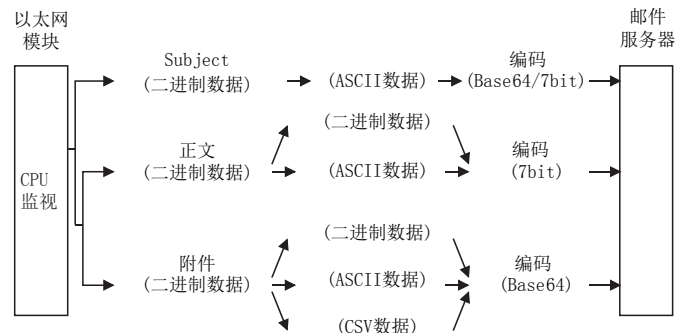 以太网
模块
邮件
服务器
Subject
(二进制数据)
(ASCII数据)
编码
(Base64/7bit)
(二进制数据)
正文
(二进制数据)
(ASCII数据)
编码
(7bit)
CPU
监视
(二进制数据)
附件
(二进制数据)
(ASCII数据)
编码
(Base64)
(CSV数据)